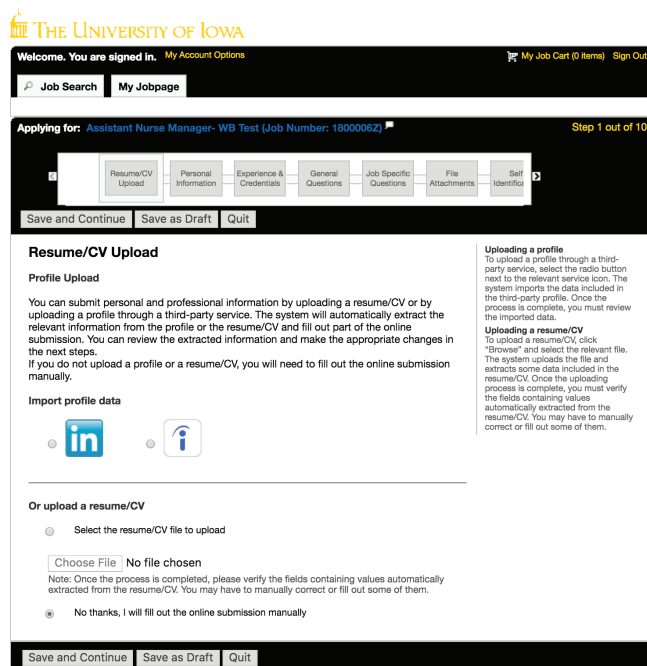 THE UNIVERSITY OF IOWA
Welcome. You are signed in. My Account Options My Job Cart (0 items) Sign Out
Job Search My Jobpage
Applying for: Assistant Nurse Manager- WB Test (Job Number: 1800006Z) Step 1 out of 10
Resume/CV Personal Experience & General Job Specific File Self
Upload Information Credentials Questions Questions Attachments Identifica
Save and Continue Save as Draft Quit
Resume/CV Upload
Profile Upload
You can submit personal and professional information by uploading a resume/CV or by
uploading a profile through a third-party service. The system will automatically extract the
relevant information from the profile or the resume/CV and fill out part of the online
submission. You can review the extracted information and make the appropriate changes in
the next steps.
If you do not upload a profile or a resume/CV, you will need to fill out the online submission
manually.
Import profile data
in i
Or upload a resume/CV
Select the resume/CV file to upload
Choose File No file chosen
Note: Once the process is completed, please verify the fields containing values automatically
extracted from the resume/CV. You may have to manually correct or fill out some of them.
No thanks, I will fill out the online submission manually
Save and Continue Save as Draft Quit
Uploading a profile
To upload a profile through a third-
party service, select the radio button
next to the relevant service icon. The
system imports the data included in
the third-party profile. Once the
process is complete, you must review
the imported data.
Uploading a resume/CV
To upload a resume/CV, click
"Browse" and select the relevant file.
The system uploads the file and
extracts some data included in the
resume/CV. Once the uploading
process is complete, you must verify
the fields containing values
automatically extracted from the
resume/CV. You may have to manually
correct or fill out some of them.